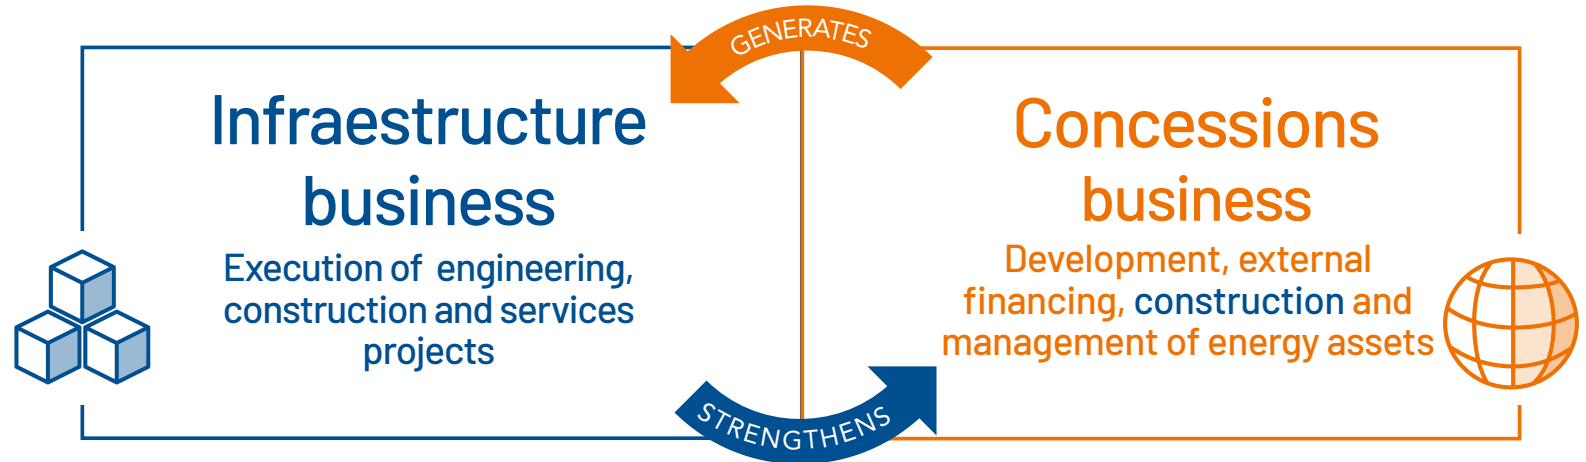 GENERATES
Infraestructure
business
Execution of engineering,
construction and services
projects
Concessions
business
Development, external
financing, construction and
management of energy assets
STRENGTHENS